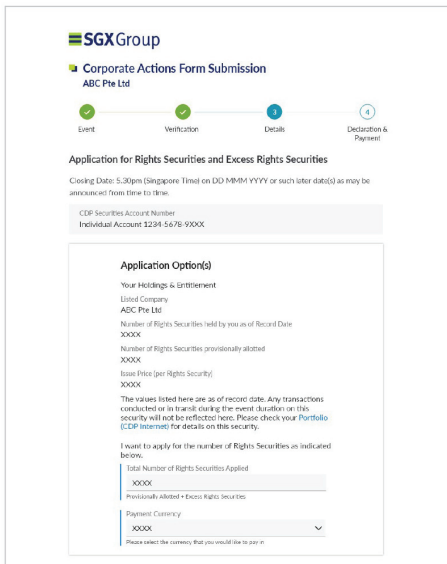 SGXGroup
Corporate Actions Form Submission
ABC Pte Ltd
3
4
Event
Verification
Details
Declaration &
Payment
Application for Rights Securities and Excess Rights Securities
Closing Date: 5.30pm (Singapore Time) on DD MMM YYYY or such later date(s) as may be
announced from time to time.
CDP Securities Account Number
Individual Account 1234-5678-9XXX
Application Option(s)
Your Holdings & Entitlement
Listed Company
ABC Pte Ltd
Number of Rights Securities held by you as of Record Date
XXXX
Number of Rights Securities provisionally allotted
XXXX
Issue Price (per Rights Security)
XXXX
The values listed here are as of record date. Any transactions
conducted or in transit during the event duration on this
security will not be reflected here. Please check your Portfolio
(CDP Internet) for details on this security.
I want to apply for the number of Rights Securities as indicated
below.
Total Number of Rights Securities Applied
XXXX
Provisionally Allotted + Excess Rights Securities
Payment Currency
XXXX
Please select the currency that you would like to pay in